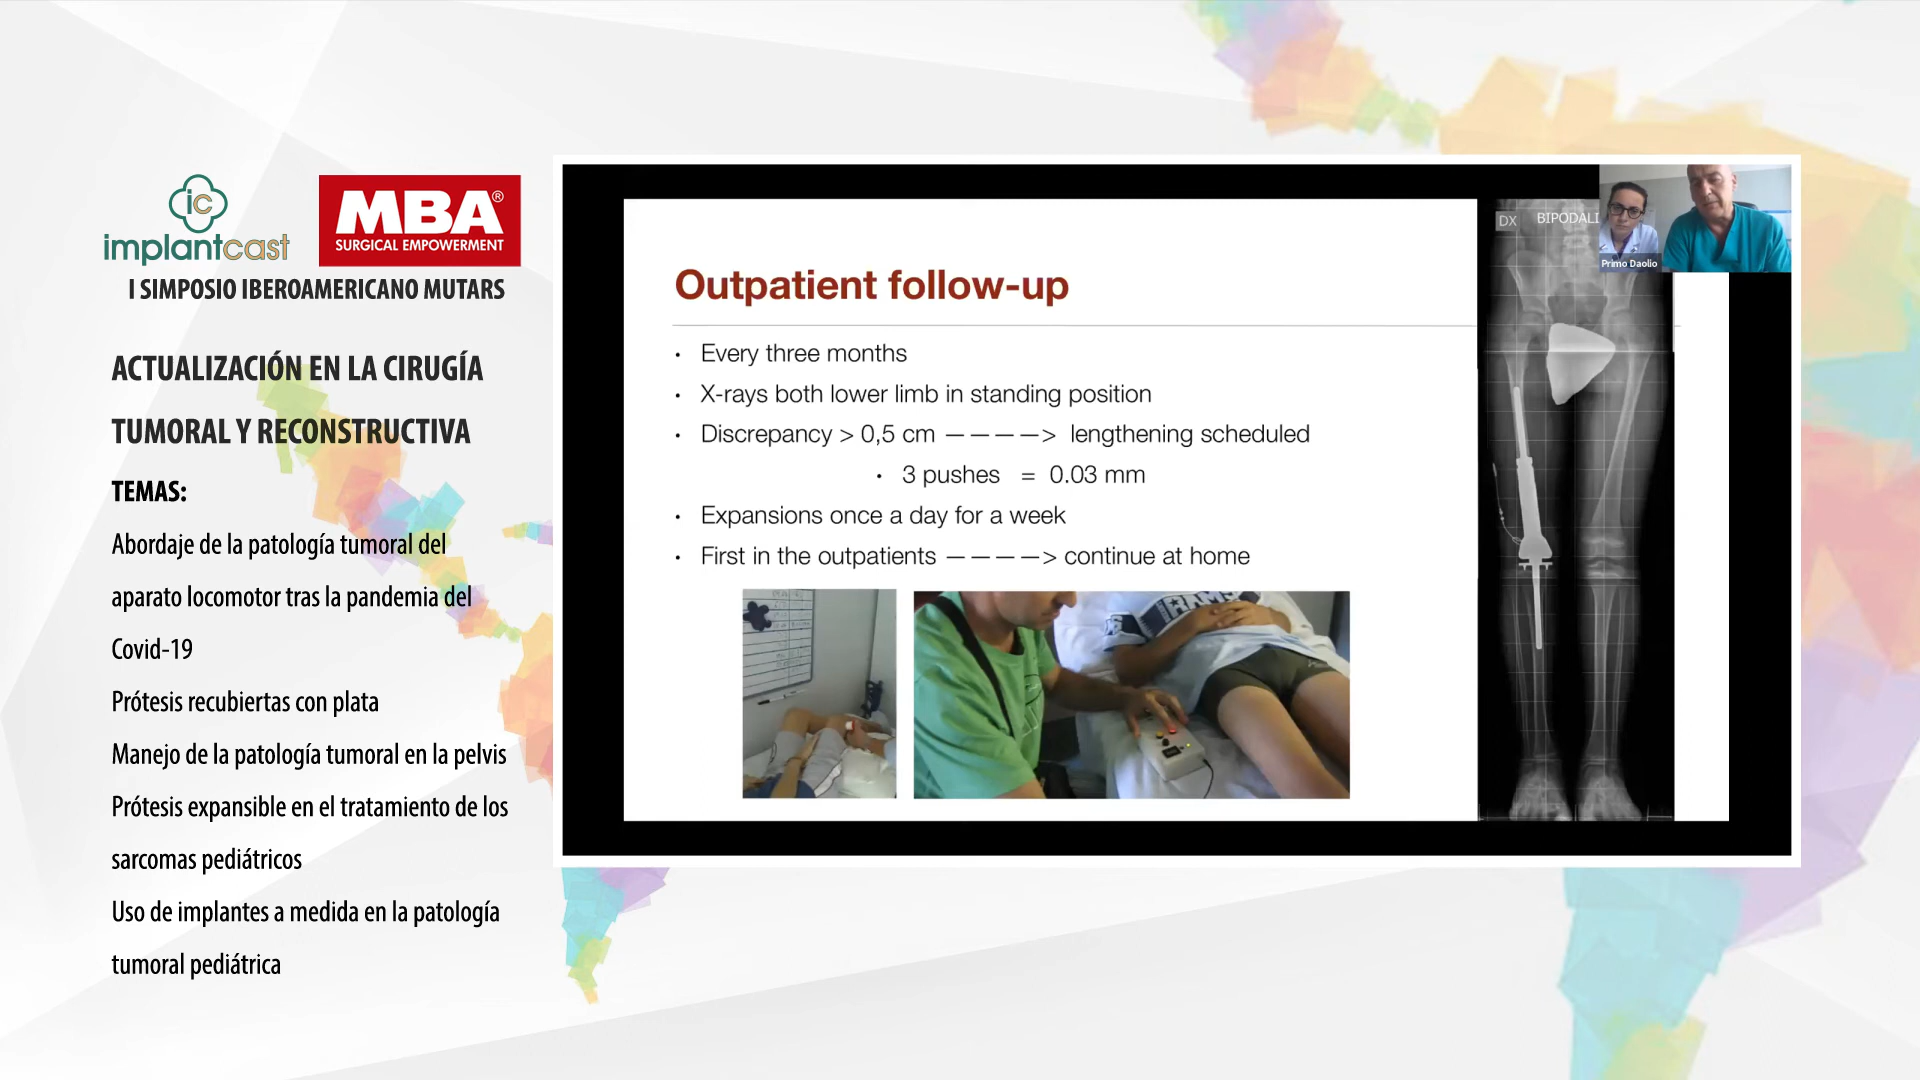 ic
implantcast
MBA®
SURGICAL EMPOWERMENT
I SIMPOSIO IBEROAMERICANO MUTARS
ACTUALIZACIÓN EN LA CIRUGÍA
TUMORAL Y RECONSTRUCTIVA
TEMAS:
Abordaje de la patología tumoral del
aparato locomotor tras la pandemia del
Covid-19
Prótesis recubiertas con plata
Manejo de la patología tumoral en la pelvis
Prótesis expansible en el tratamiento de los
sarcomas pediátricos
Uso de implantes a medida en la patología
tumoral pediátrica
Outpatient follow-up
• Every three months
• X-rays both lower limb in standing position
• Discrepancy > 0,5 cm — — — —> lengthening scheduled
• 3 pushes = 0.03 mm
• Expansions once a day for a week
• First in the outpatients — — — —> continue at home
DX BIPODALI
Primo Daolio